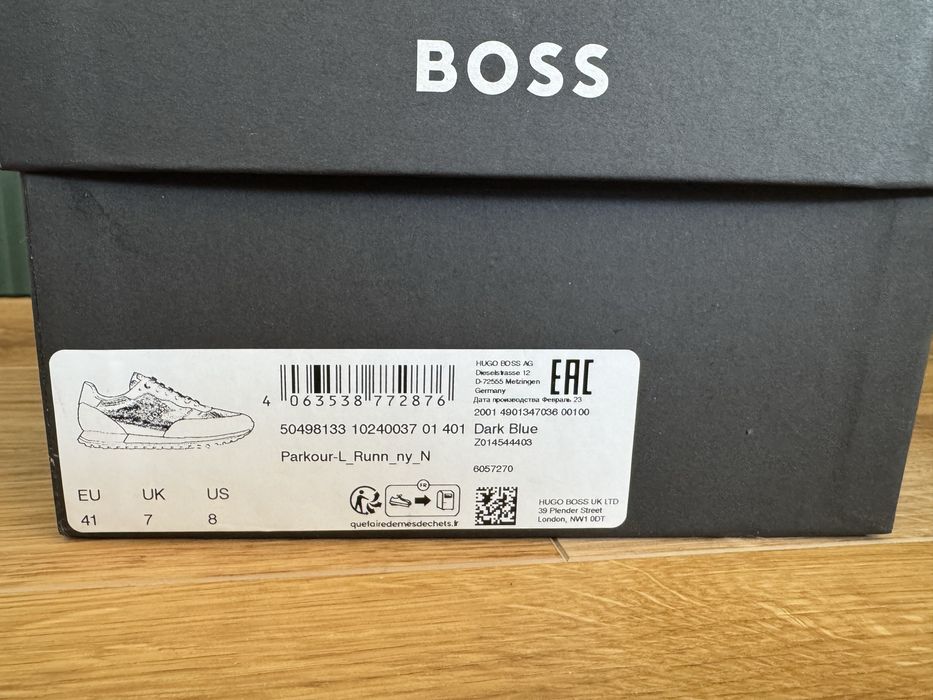 BOSS
4 063538 772876
50498133 10240037 01 401
Parkour-L_Runn_ny_N
HUGO BOSS AG
Dieselstrasse 12
D-72555 Metzingen
Germany
EAC
Дата производства Февраль 23
2001 4901347036 00100
Dark Blue
Z014544403
6057270
EU UK US
41 7 8
FR
quefairedemesdechets.fr
HUGO BOSS UK LTD
39 Plender Street
London, NW1 0DT